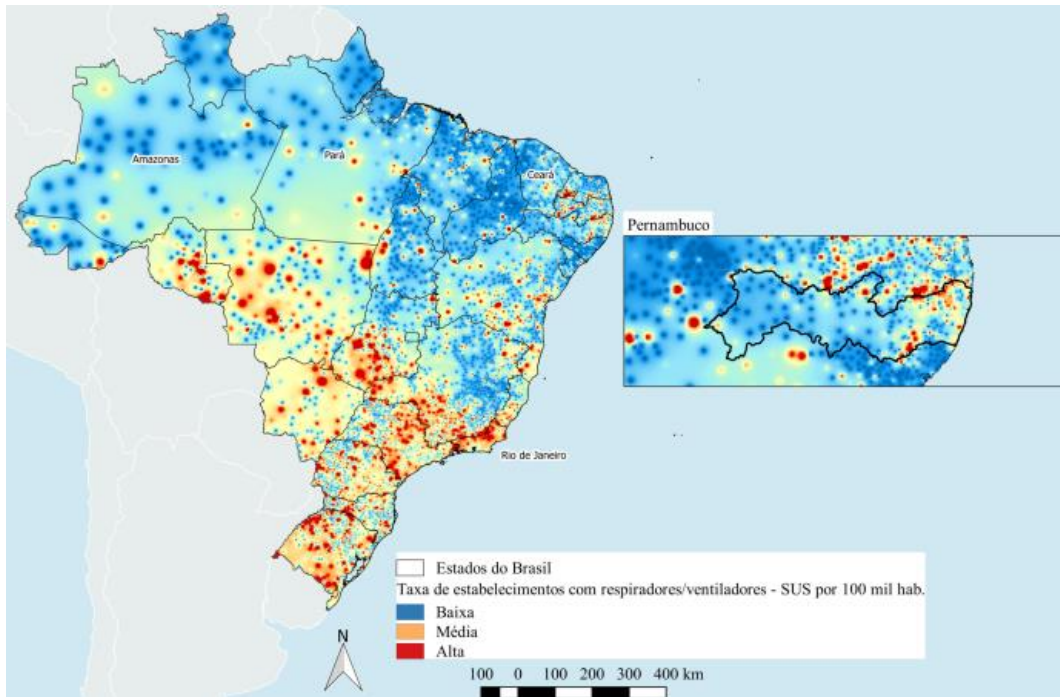 Amazonas
Pará
Ceará
Rio de Janeiro
Pernambuco
Estados do Brasil
Taxa de estabelecimentos com respiradores/ventiladores - SUS por 100 mil hab.
Baixa
Média
Alta
N
100 0 100 200 300 400 km